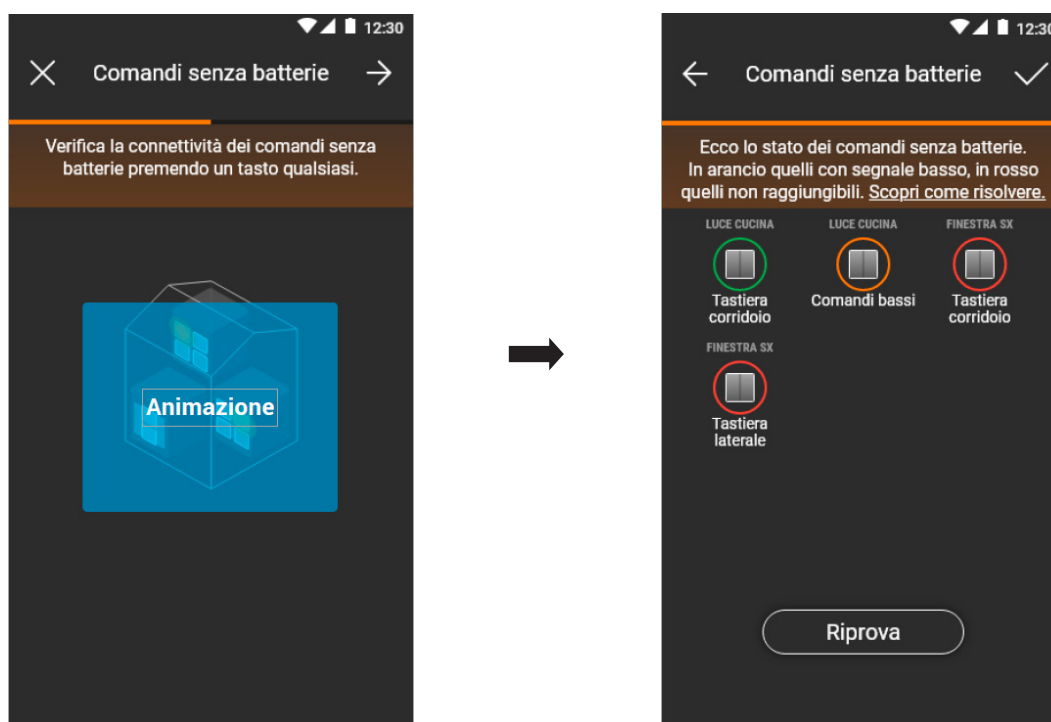 12:30
Comandi senza batterie
Verifica la connettività dei comandi senza
batterie premendo un tasto qualsiasi.
Animazione
12:30
Comandi senza batterie
Ecco lo stato dei comandi senza batterie.
In arancio quelli con segnale basso, in rosso
quelli non raggiungibili. Scopri come risolvere.
LUCE CUCINA LUCE CUCINA FINESTRA SX
Tastiera Comandi bassi Tastiera
corridoio corridoio
FINESTRA SX
Tastiera
laterale
Riprova